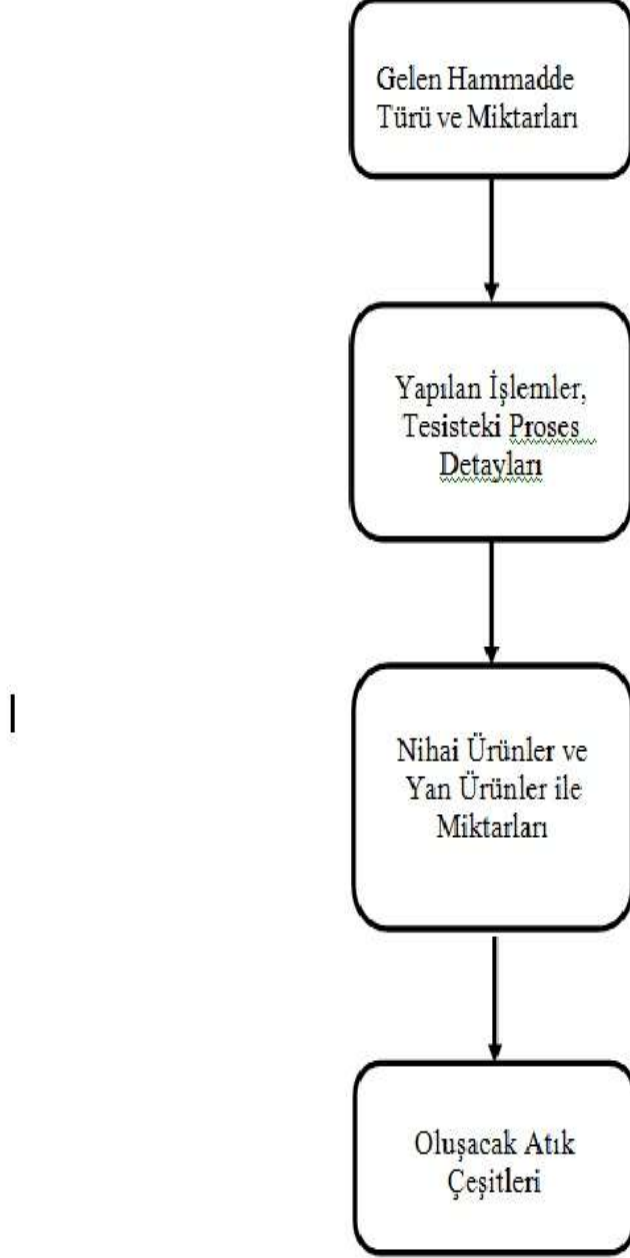 Gelen Hammadde
Türü ve Miktarları
Yapılan İşlemler,
Tesisteki Proses
Detayları
Nihai Ürünler ve
Yan Ürünler ile
Miktarları
Oluşacak Atık
Çeşitleri